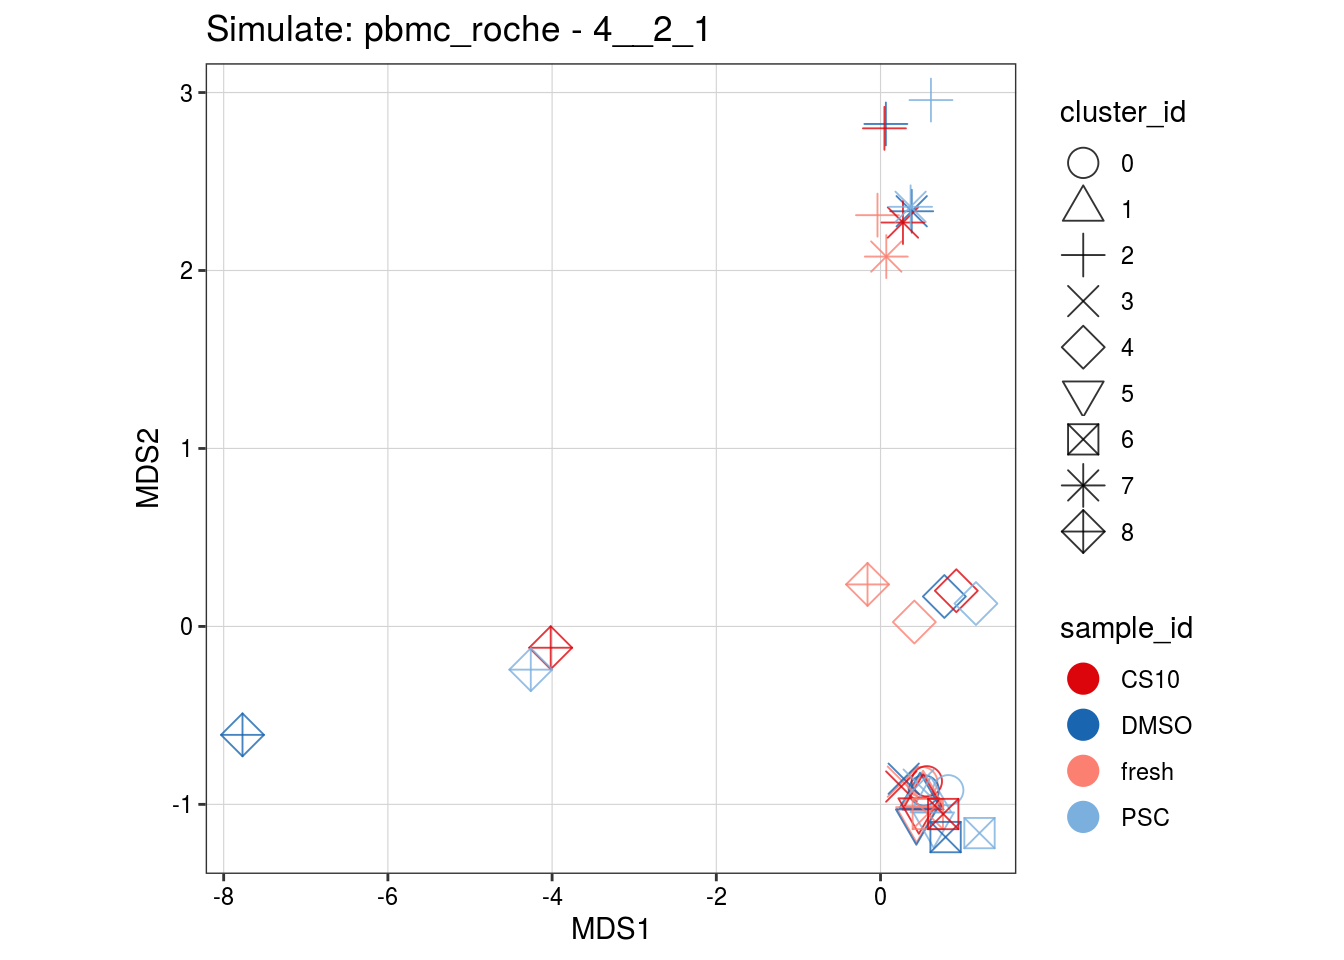 Simulate: pbmc_roche - 4__2_1
3
2
1
0
-1
MDS2
-8
-6
-4
-2
0
MDS1
cluster_id
0
1
2
3
4
5
6
7
8
sample_id
CS10
DMSO
fresh
PSC